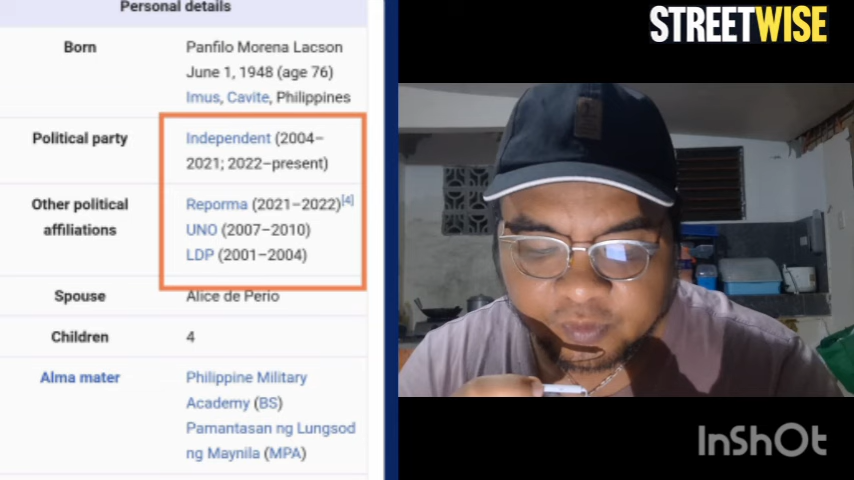 Personal details
Born
Panfilo Morena Lacson
June 1, 1948 (age 76)
Imus, Cavite, Philippines
Political party
Independent (2004–
2021; 2022–present)
Other political
affiliations
Reporma (2021–2022)[4]
UNO (2007–2010)
LDP (2001–2004)
Spouse
Alice de Perio
Children
4
Alma mater
Philippine Military
Academy (BS)
Pamantasan ng Lungsod
ng Maynila (MPA)
STREETWISE
InShOt